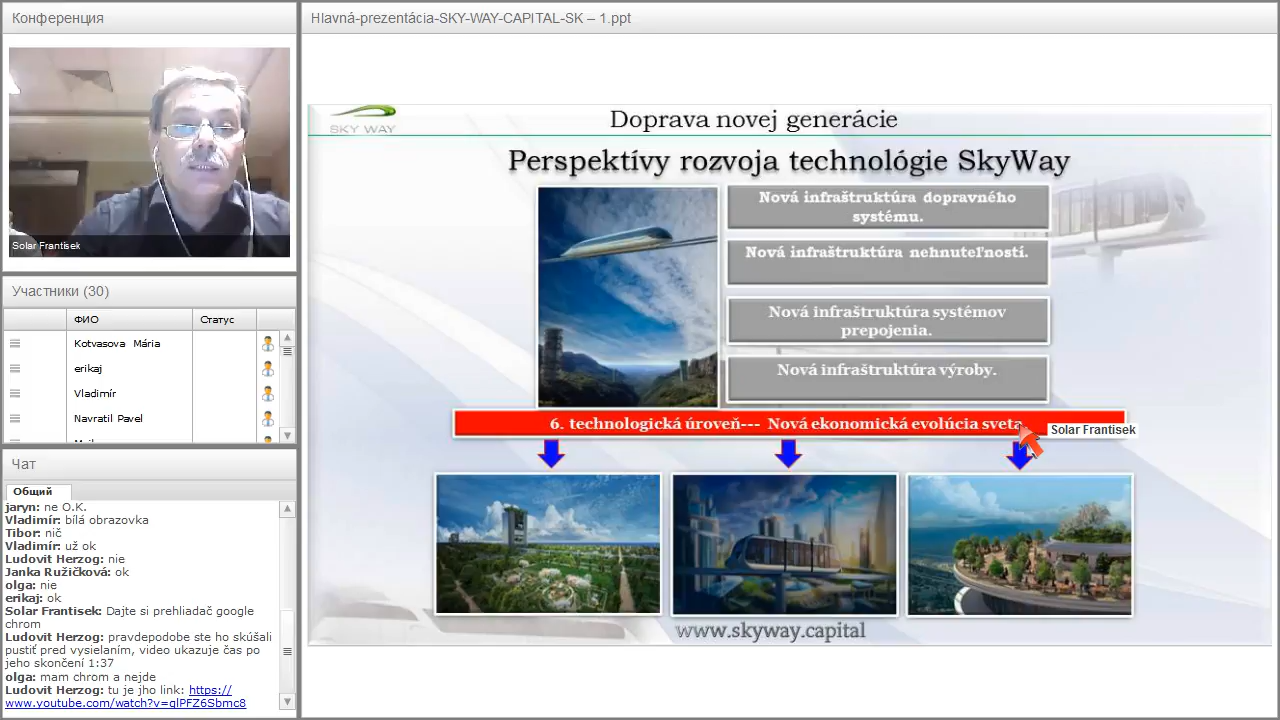 Конференция
Solar Frantisek
Участники (30)
ФИО
Статус
Kotvasova Mária
erikaj
Vladimír
Navratil Pavel
Чат
Общий
jaryn: ne O.K.
Vladimír: bílá obrazovka
Tibor: nič
Vladimír: už ok
Ludovit Herzog: nie
Janka Ružičková: ok
olga: nie
erikaj: ok
Solar Frantisek: Dajte si prehliadač google
chrom
Ludovit Herzog: pravdepodobe ste ho skúšali
pustiť pred vysielaním, video ukazuje čas po
jeho skončení 1:37
olga: mam chrom a nejde
Ludovit Herzog: tu je jho link: https://
www.youtube.com/watch?v=qlPFZ6Sbmc8
Hlavná-prezentácia-SKY-WAY-CAPITAL-SK – 1.ppt
SKY WAY
Doprava novej generácie
Perspektívy rozvoja technológie SkyWay
Nová infraštruktúra dopravného
systému.
Nová infraštruktúra nehnuteľností.
Nová infraštruktúra systémov
prepojenia.
Nová infraštruktúra výroby.
6. technologická úroveň--- Nová ekonomická evolúcia sveta
Solar Frantisek
www.skyway.capital